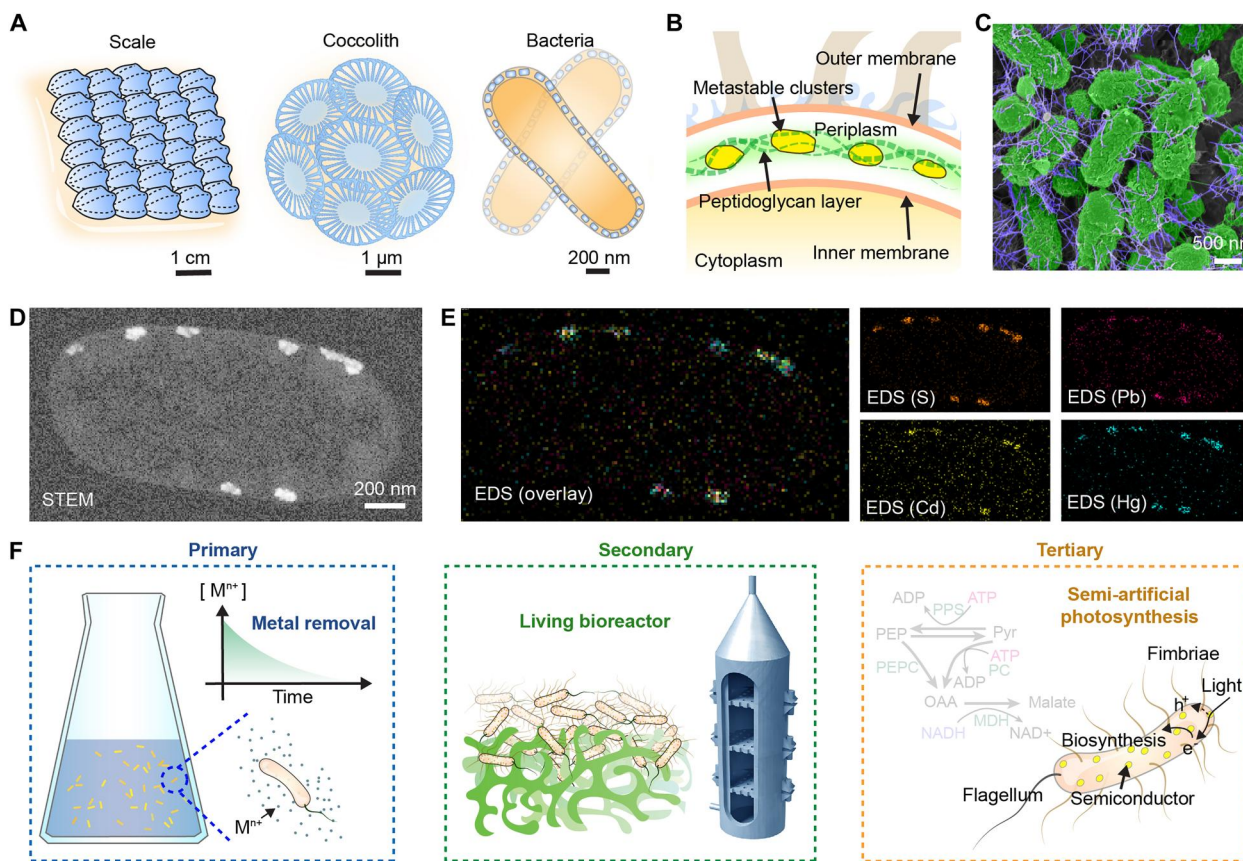 A
Scale
Coccolith
Bacteria
1 cm
1 µm
200 nm
B
Outer membrane
Metastable clusters
Periplasm
Peptidoglycan layer
Inner membrane
Cytoplasm
C
500 nm
D
STEM
200 nm
E
EDS (overlay)
EDS (S)
EDS (Pb)
EDS (Cd)
EDS (Hg)
F
Primary
[ Mⁿ⁺ ]
Metal removal
Time
Mⁿ⁺
Secondary
Living bioreactor
Tertiary
Semi-artificial
photosynthesis
ADP
ATP
PPS
PEP
Pyr
PEPC
ATP
PC
ADP
OAA
Malate
NADH
MDH
NAD+
Fimbriae
Light
h⁺
Biosynthesis
e⁻
Flagellum
Semiconductor